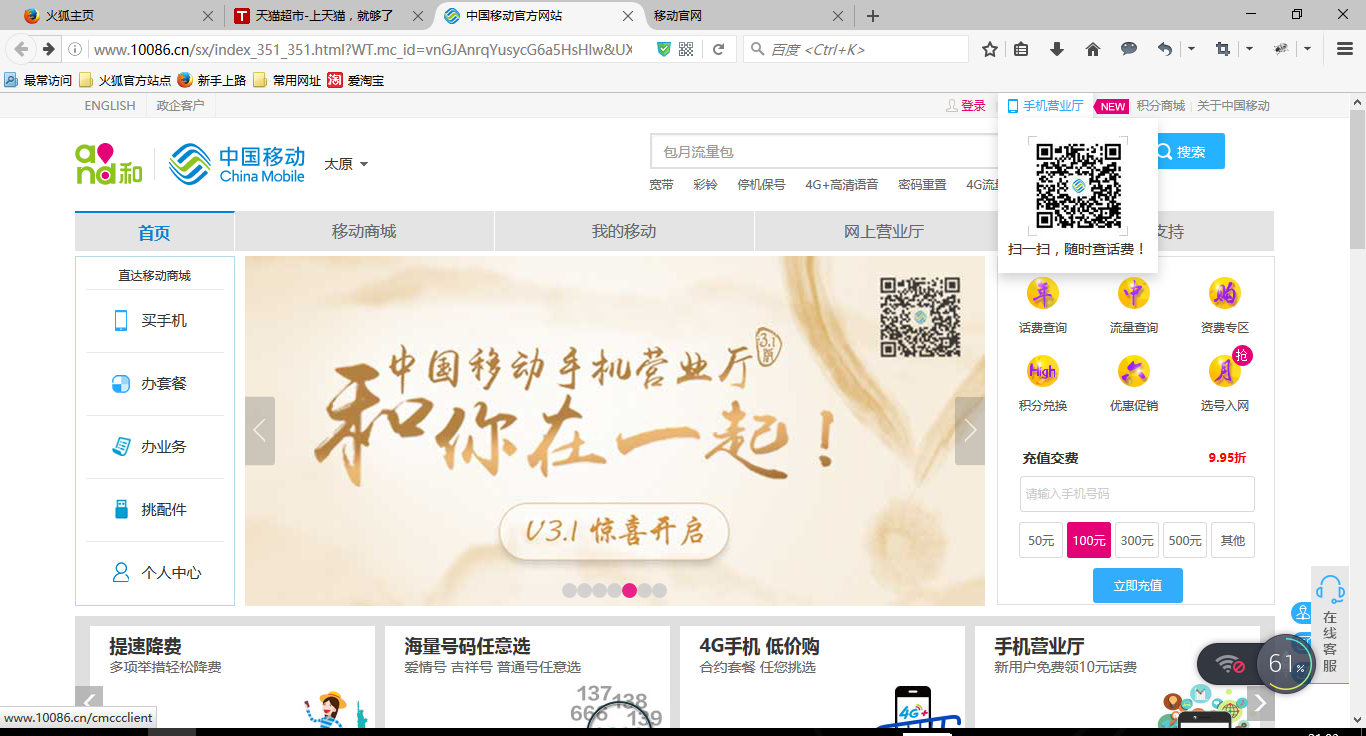 火狐主页
天猫超市-上天猫，就够了
中国移动官方网站
移动官网
www.10086.cn/sx/index_351_351.html?WT.mc_id=vnGJAnrqYusycG6a5HsHlw&UX
百度 <Ctrl+K>
最常访问
火狐官方站点
新手上路
常用网址
淘
爱淘宝
ENGLISH
政企客户
登录
手机营业厅
NEW
积分商城
关于中国移动
and和
中国移动
China Mobile
太原
包月流量包
搜索
宽带
彩铃
停机保号
4G+高清语音
密码重置
4G流
扫一扫，随时查话费！
首页
移动商城
我的移动
网上营业厅
支持
直达移动商城
买手机
办套餐
办业务
挑配件
个人中心
中国移动手机营业厅
3.1版
和你在一起！
V3.1 惊喜开启
年
中
购
话费查询
流量查询
资费专区
High
六
月
抢
积分兑换
优惠促销
选号入网
充值交费
9.95折
请输入手机号码
50元
100元
300元
500元
其他
立即充值
在线客服
61%
提速降费
多项举措轻松降费
海量号码任意选
爱情号 吉祥号 普通号任意选
137
138
666
139
4G手机 低价购
合约套餐 任您挑选
4G+
手机营业厅
新用户免费领10元话费
www.10086.cn/cmccclient